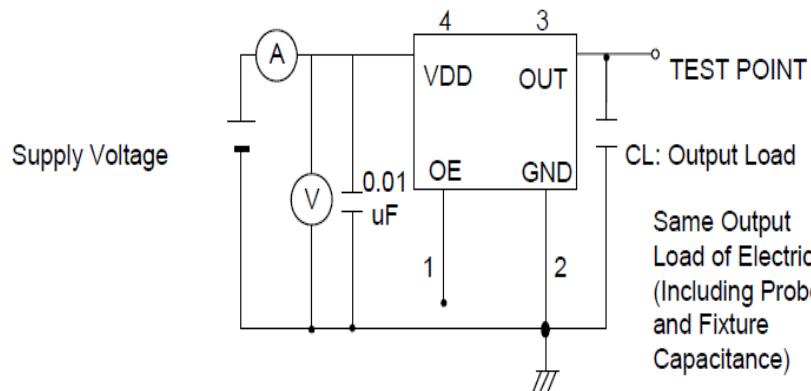 4 3
A
TEST POINT
VDD OUT
Supply Voltage
CL: Output Load
OE GND
V
0.01
uF
Same Output
Load of Electric
(Including Probe
and Fixture
Capacitance)
1 2